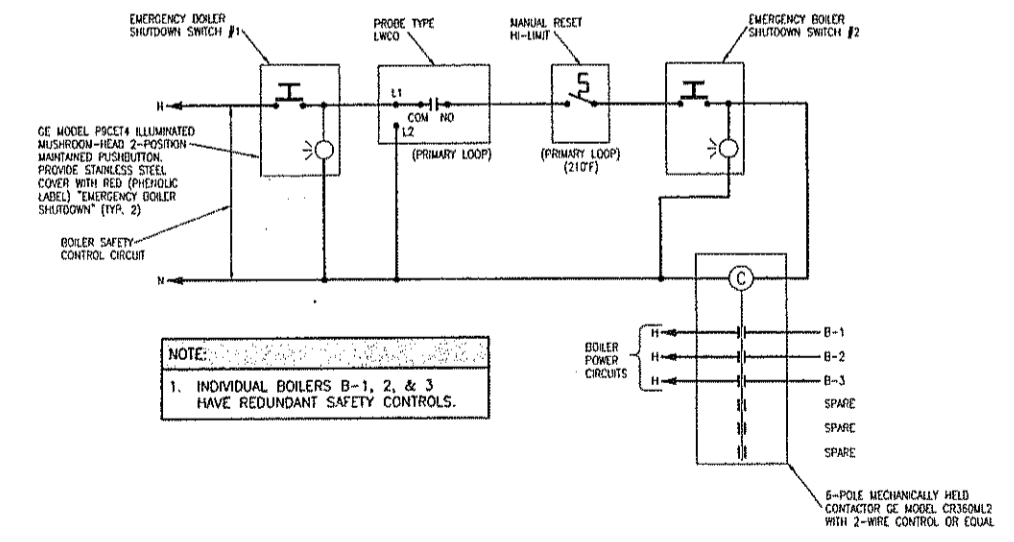 EMERGENCY BOILER
SHUTDOWN SWITCH #1
PROBE TYPE
LWCO
MANUAL RESET
HI-LIMIT
EMERGENCY BOILER
SHUTDOWN SWITCH #2
H
L1
COM NO
L2
(PRIMARY LOOP)
(PRIMARY LOOP)
(210°F)
GE MODEL P9CET4 ILLUMINATED
MUSHROOM-HEAD 2-POSITION
MAINTAINED PUSHBUTTON.
PROVIDE STAINLESS STEEL
COVER WITH RED (PHENOLIC
LABEL) "EMERGENCY BOILER
SHUTDOWN" (TYP. 2)
BOILER SAFETY
CONTROL CIRCUIT
N
C
BOILER
POWER
CIRCUITS
H B-1
H B-2
H B-3
SPARE
SPARE
SPARE
NOTE:
1. INDIVIDUAL BOILERS B-1, 2, & 3
HAVE REDUNDANT SAFETY CONTROLS.
6-POLE MECHANICALLY HELD
CONTACTOR GE MODEL CR360ML2
WITH 2-WIRE CONTROL OR EQUAL